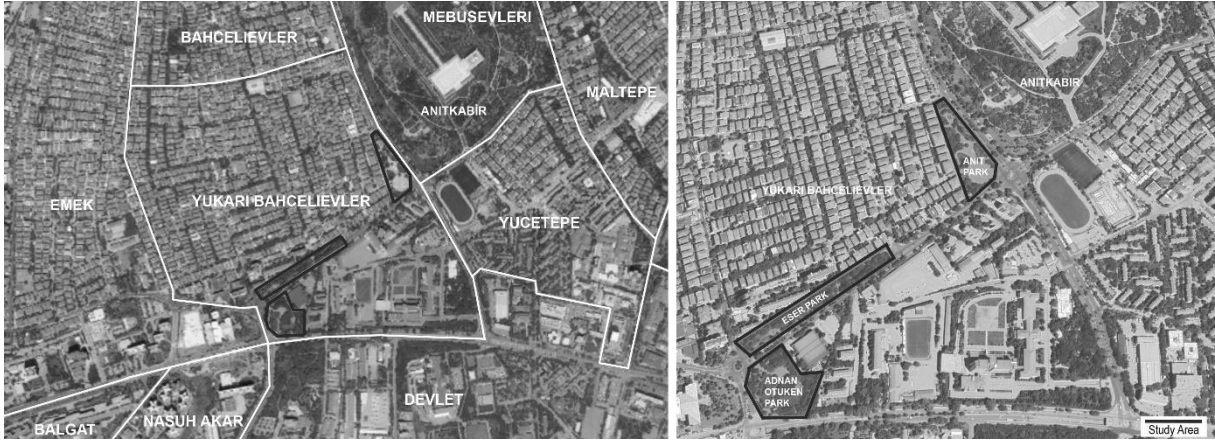 BAHCELIEVLER
MEBUSEVLERI
ANITKABİR
MALTEPE
EMEK
YUKARI BAHCELIEVLER
YUCETEPE
DEVLET
NASUH AKAR
BALGAT
ANITKABIR
ANIT
PARK
YUKARI BAHCELIEVLER
ESER PARK
ADNAN
OTUKEN
PARK
Study Area